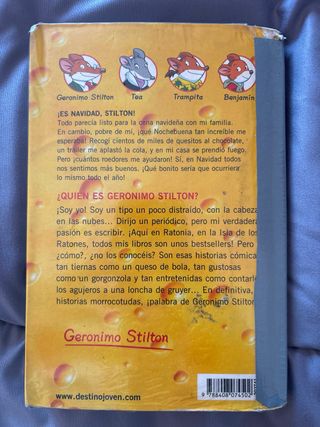 Geronimo Stilton
Tea
Trampita
Benjamin
¡ES NAVIDAD, STILTON!
Todo parecía listo para la cena navideña con mi familia.
En cambio, pobre de mí, ¡qué Nochebuena tan increíble me
esperaba! Recogí cientos de miles de quesitos al chocolate,
un tráiler me aplastó la cola, y en mi casa se prendió fuego.
Pero ¡cuántos roedores me ayudaron! Sí, en Navidad todos
nos sentimos más buenos. ¡Qué bonito sería que ocurriera
lo mismo todo el año!
¿QUIÉN ES GERONIMO STILTON?
¡Soy yo! Soy un tipo un poco distraído, con la cabeza
en las nubes... Dirijo un periódico, pero mi verdadera
pasión es escribir. ¡Aquí en Ratonia, en la Isla de los
Ratones, todos mis libros son unos bestsellers! Pero
¿cómo?, ¿no los conocéis? Son esas historias cómicas
tan tiernas como un queso de bola, tan gustosas
como un gorgonzola y tan entretenidas como contarle
los agujeros a una loncha de gruyer... En definitiva,
historias morrocotudas, ¡palabra de Geronimo Stilton
Geronimo Stilton
www.destinojoven.com
9 788408 074502